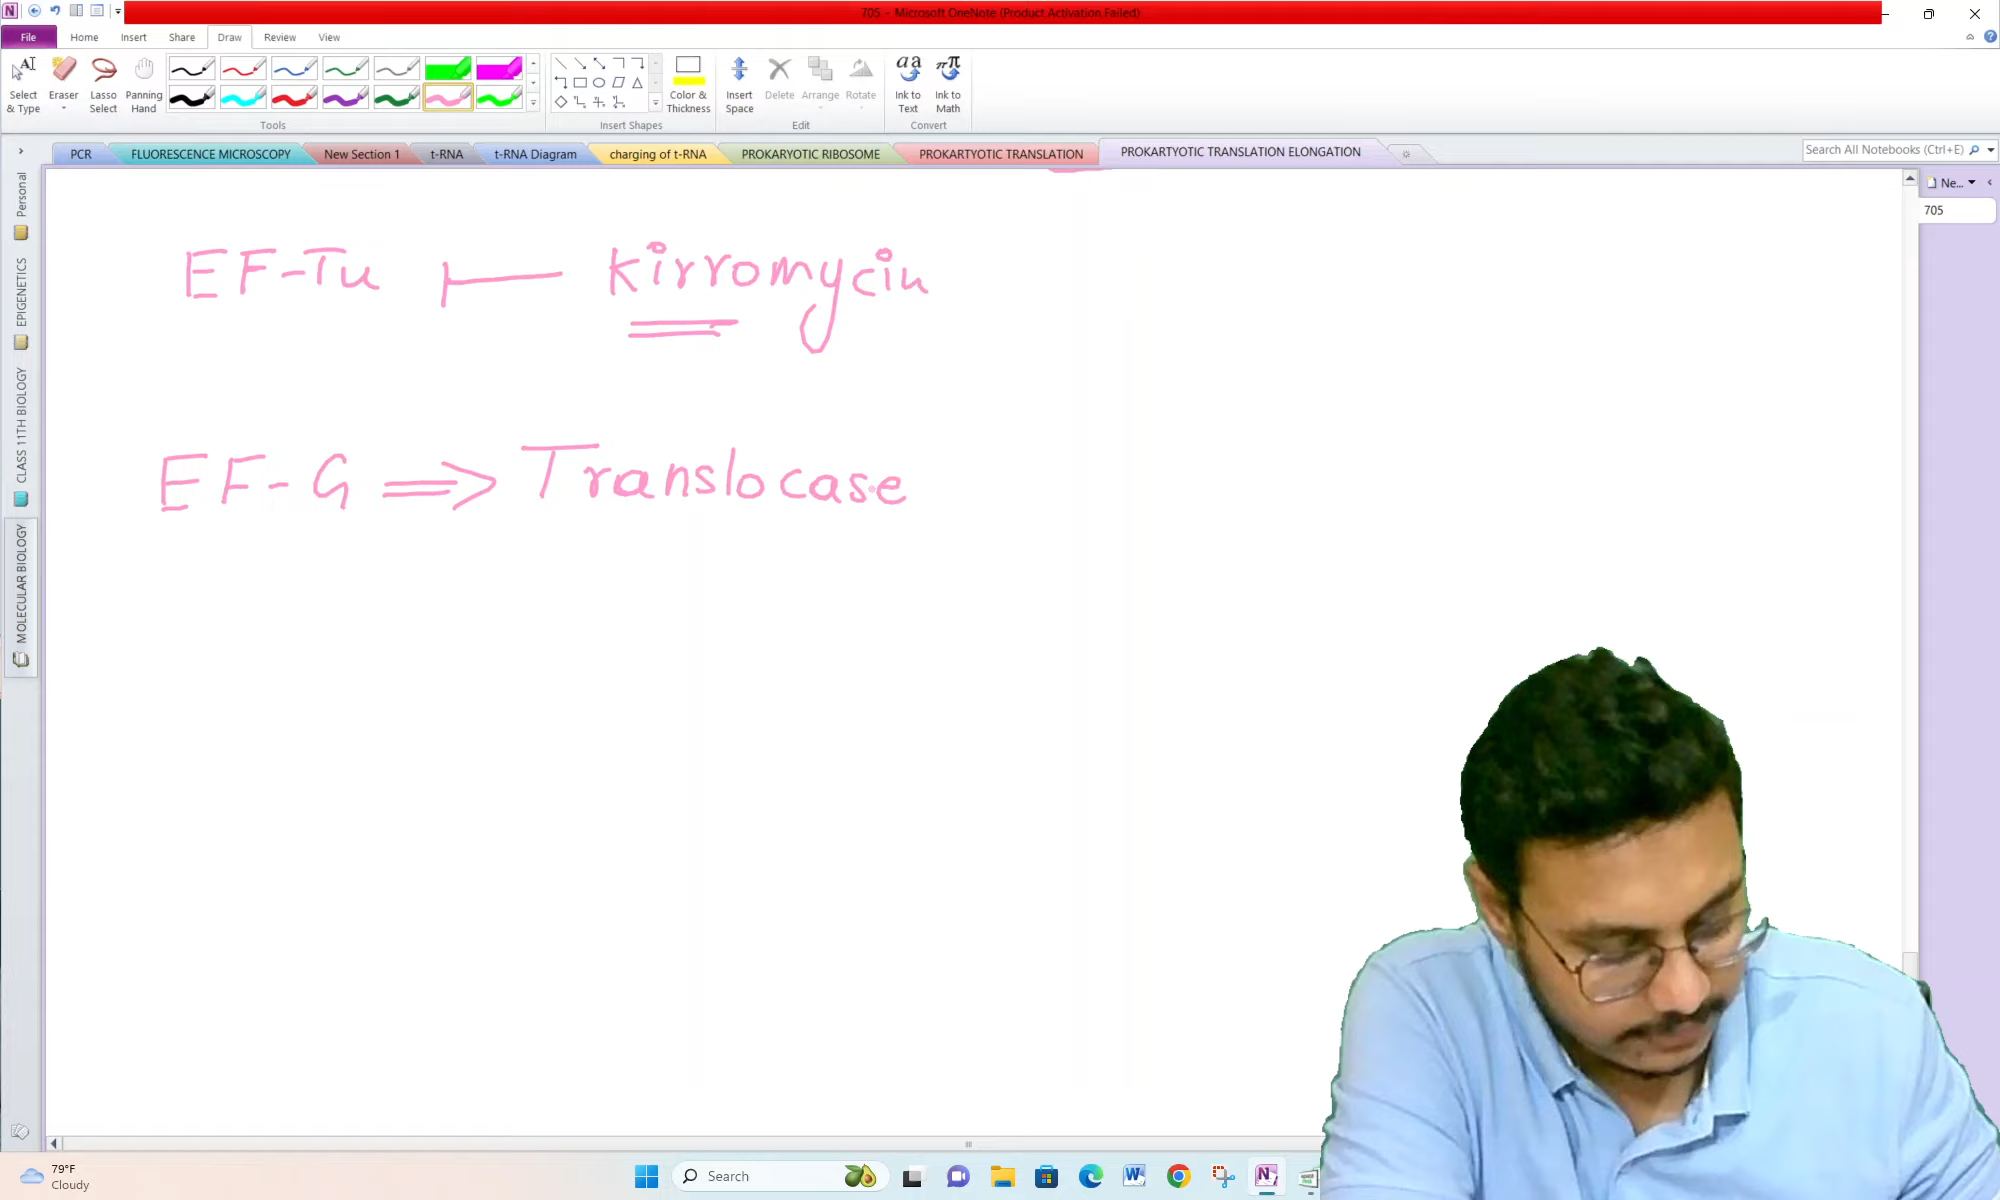 705 - Microsoft OneNote (Product Activation Failed)
File Home Insert Share Draw Review View
Select & Type
Eraser
Lasso Select
Panning Hand
Color & Thickness
Insert Space
Delete
Arrange
Rotate
Ink to Text
Ink to Math
Tools
Insert Shapes
Edit
Convert
PCR
FLUORESCENCE MICROSCOPY
New Section 1
t-RNA
t-RNA Diagram
charging of t-RNA
PROKARYOTIC RIBOSOME
PROKARTYOTIC TRANSLATION
PROKARTYOTIC TRANSLATION ELONGATION
Search All Notebooks (Ctrl+E)
Personal
EPIGENETICS
CLASS 11TH BIOLOGY
MOLECULAR BIOLOGY
Ne...
705
EF-Tu ⊢ Kirromycin
EF-G ⇒ Translocase
79°F
Cloudy
Search